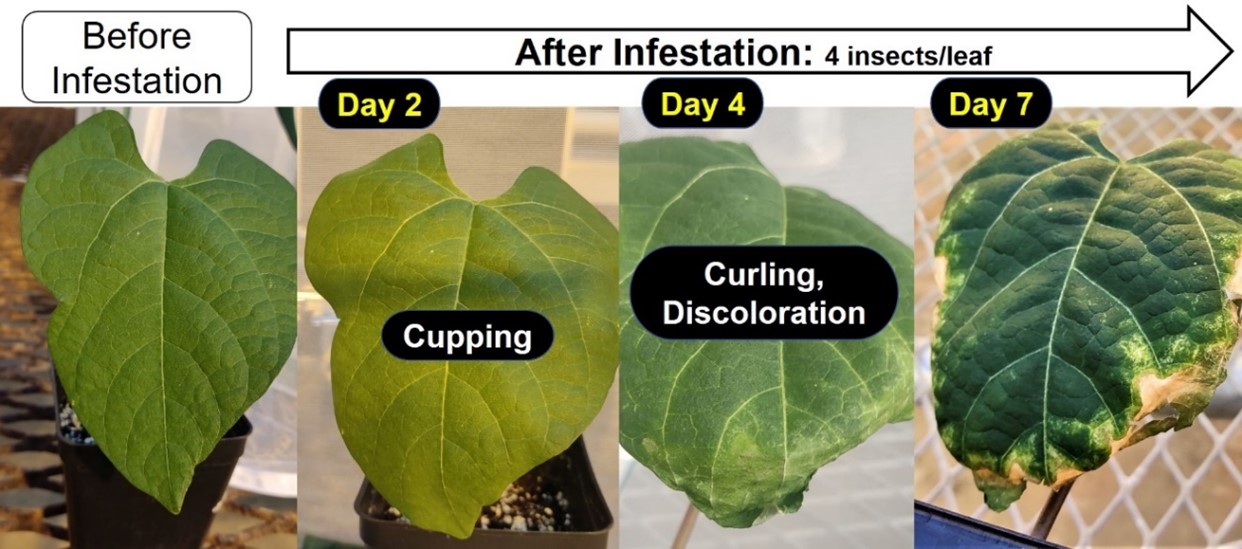 Before
Infestation
After Infestation: 4 insects/leaf
Day 2
Day 4
Day 7
Cupping
Curling,
Discoloration